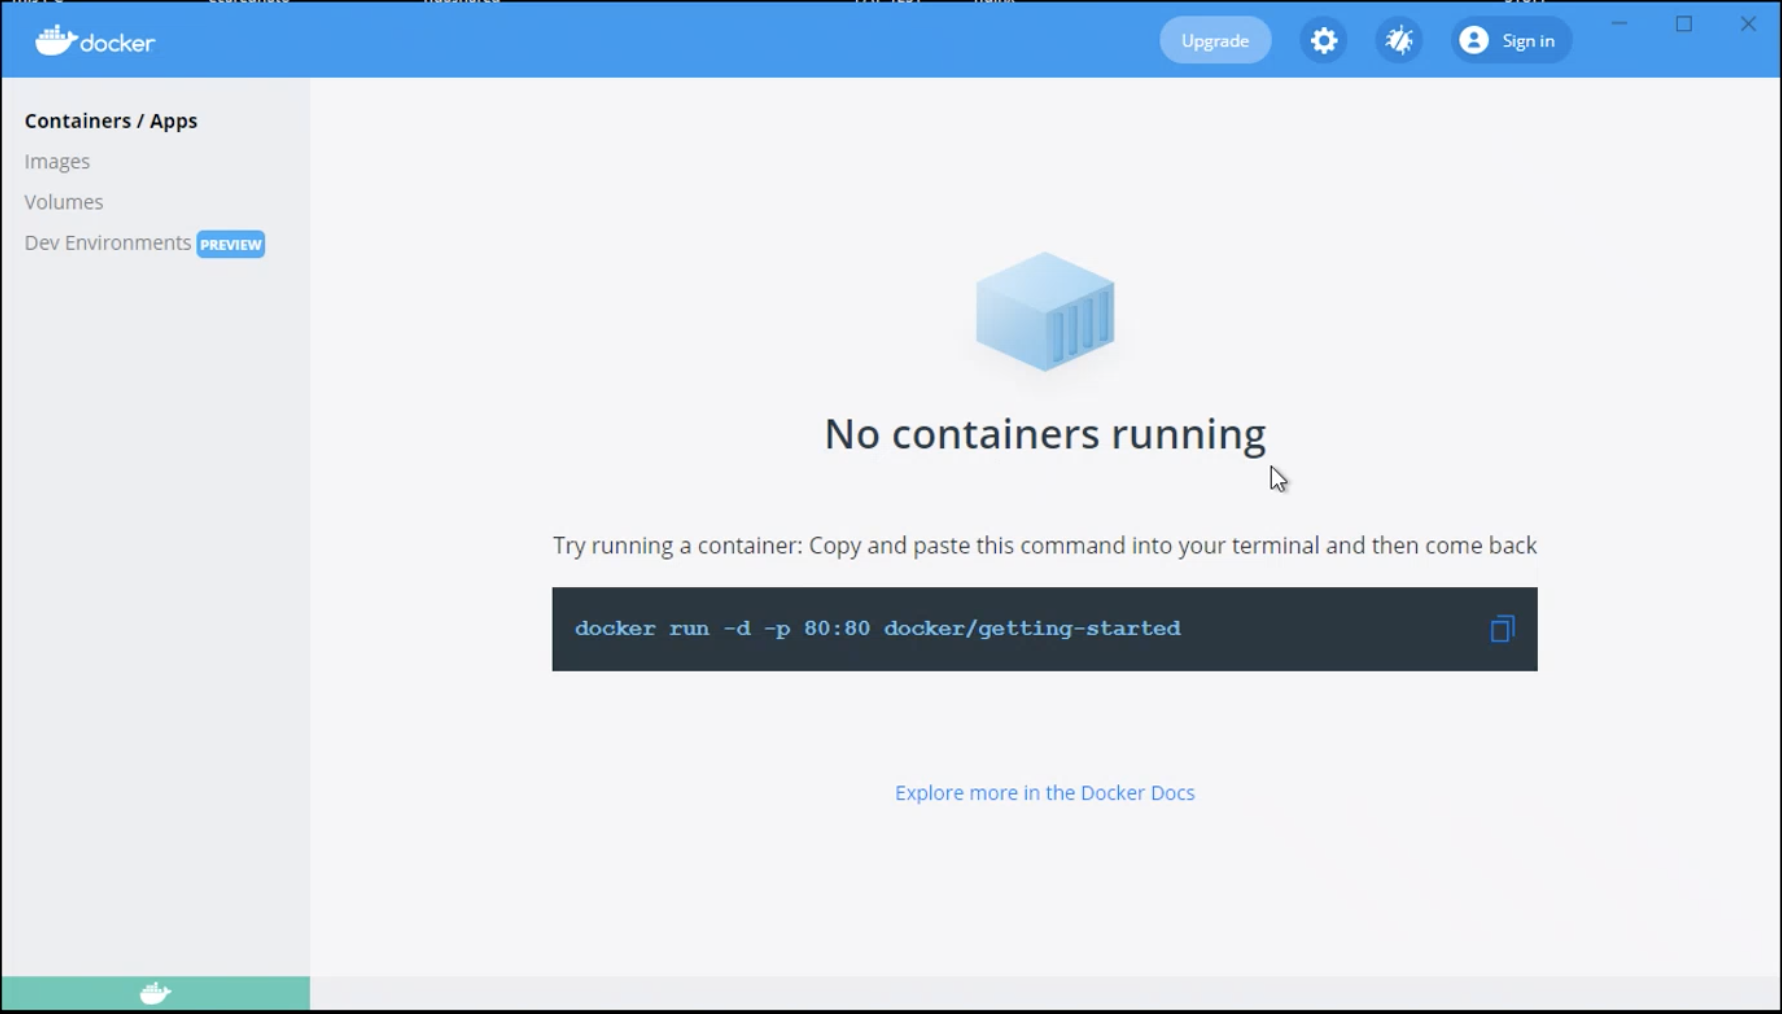 docker
Upgrade
Sign in
Containers / Apps
Images
Volumes
Dev Environments PREVIEW
No containers running
Try running a container: Copy and paste this command into your terminal and then come back
docker run -d -p 80:80 docker/getting-started
Explore more in the Docker Docs